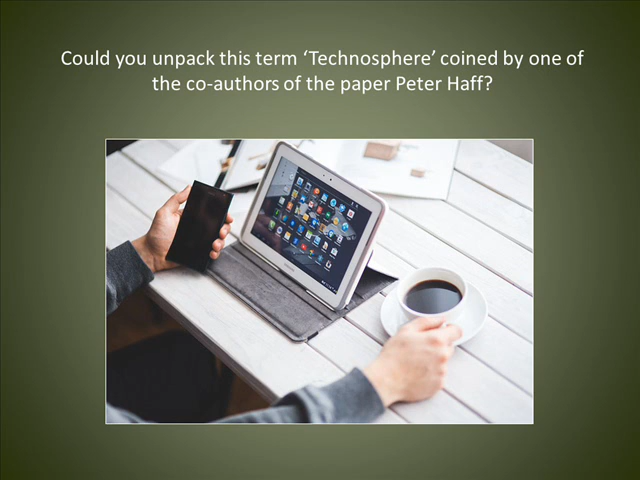 Could you unpack this term ‘Technosphere’ coined by one of
the co-authors of the paper Peter Haff?